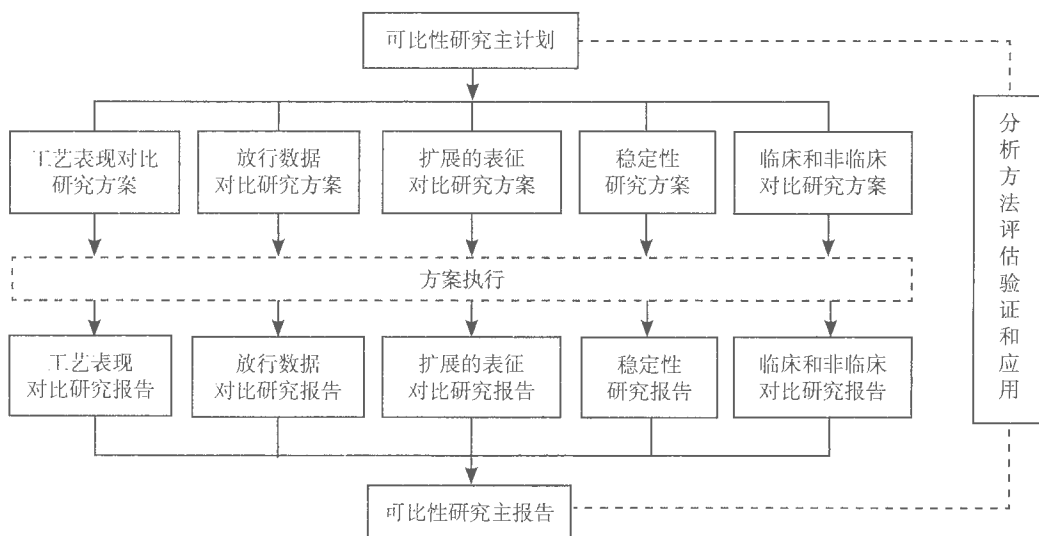 可比性研究主计划
工艺表现对比
研究方案
放行数据
对比研究方案
扩展的表征
对比研究方案
稳定性
研究方案
临床和非临床
对比研究方案
方案执行
工艺表现
对比研究报告
放行数据
对比研究报告
扩展的表征
对比研究报告
稳定性
研究报告
临床和非临床
对比研究报告
可比性研究主报告
分析方法评估验证和应用